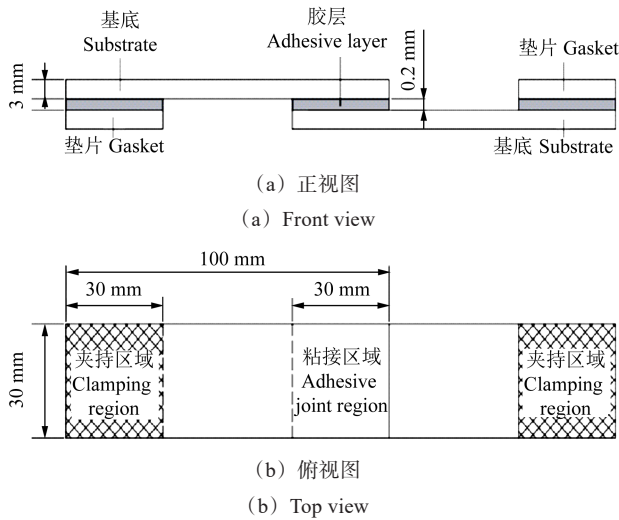 基底
Substrate
胶层
Adhesive layer
0.2 mm
垫片 Gasket
3 mm
垫片 Gasket
基底 Substrate
（a）正视图
（a）Front view
100 mm
30 mm
30 mm
30 mm
夹持区域
Clamping
region
粘接区域
Adhesive
joint region
夹持区域
Clamping
region
（b）俯视图
（b）Top view